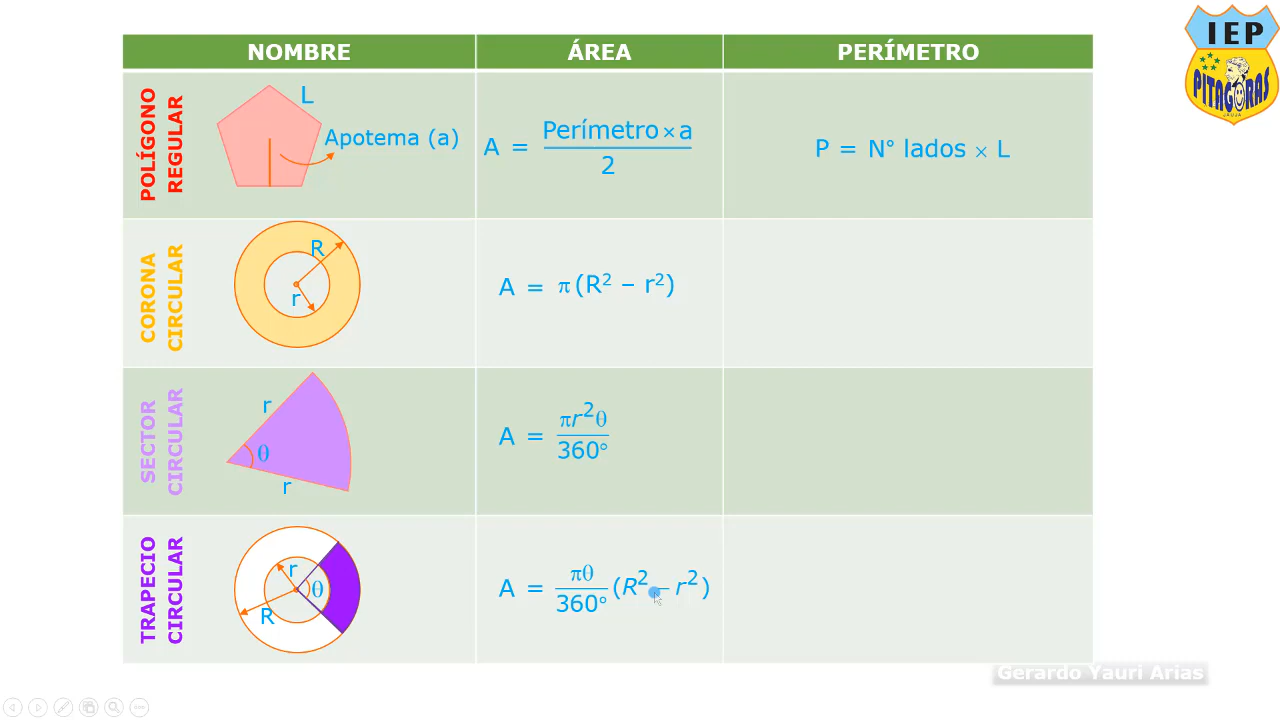 NOMBRE
ÁREA
PERÍMETRO
POLÍGONO
REGULAR
L
Apotema (a)
A = Perímetro×a / 2
P = N° lados × L
CORONA
CIRCULAR
R
r
A = π(R² – r²)
SECTOR
CIRCULAR
r
θ
r
A = πr²θ / 360°
TRAPECIO
CIRCULAR
r
θ
R
A = πθ / 360° (R² – r²)
IEP
PITAGORAS
JAUJA
Gerardo Yauri Arias